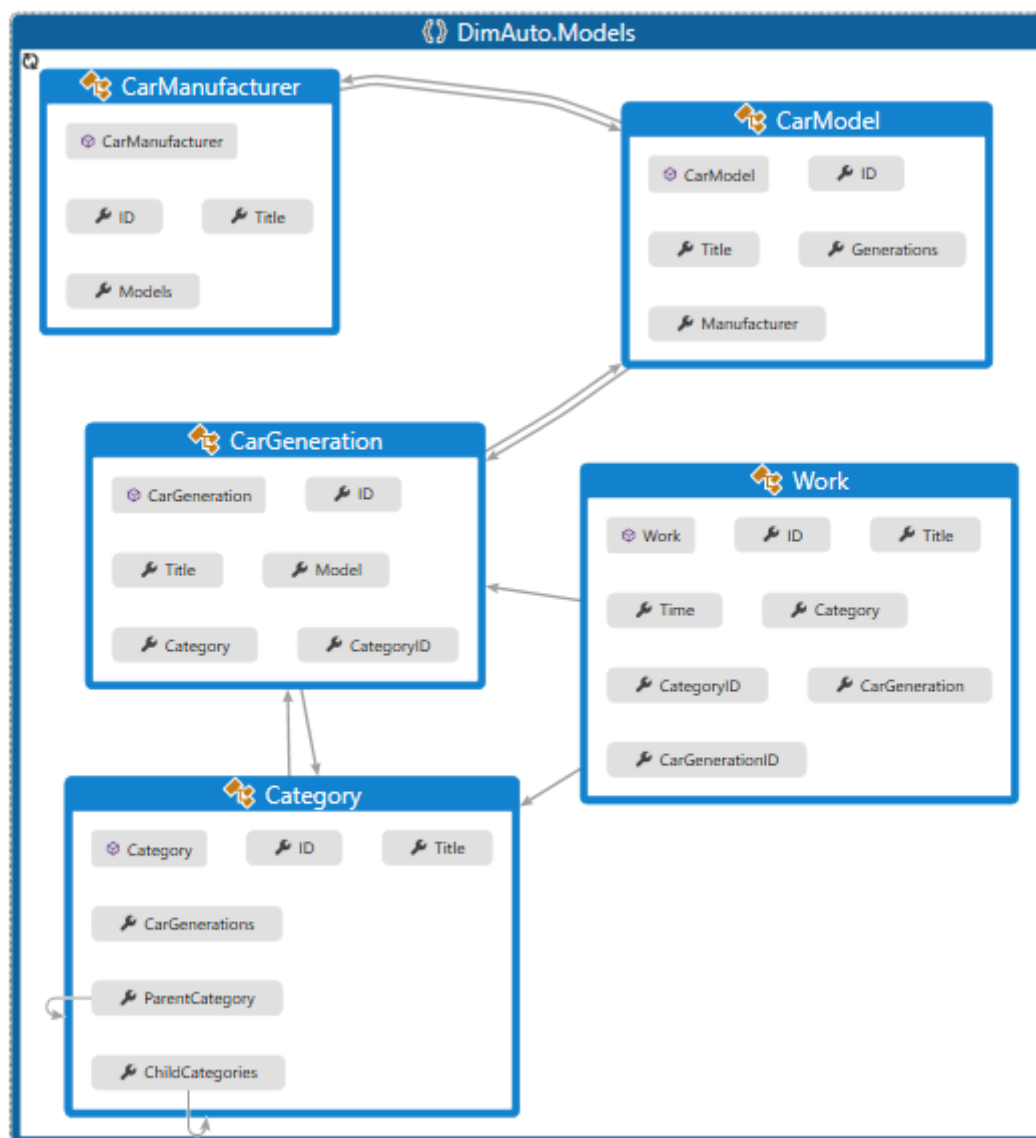 DimAuto.Models
CarManufacturer
CarManufacturer
ID Title
Models
CarModel
CarModel ID
Title Generations
Manufacturer
CarGeneration
CarGeneration ID
Title Model
Category CategoryID
Work
Work ID Title
Time Category
CategoryID CarGeneration
CarGenerationID
Category
Category ID Title
CarGenerations
ParentCategory
ChildCategories